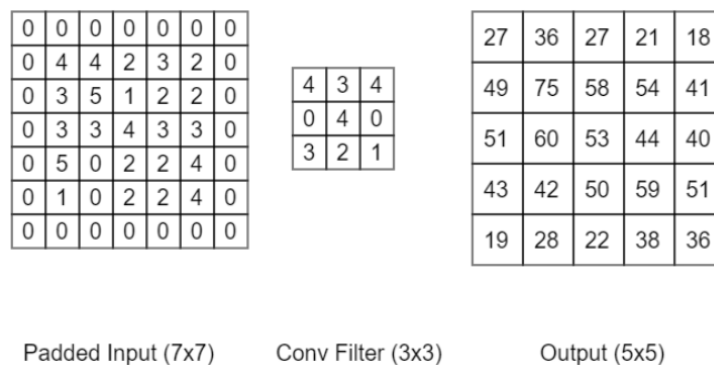 0 0 0 0 0 0 0
0 4 4 2 3 2 0
0 3 5 1 2 2 0
0 3 3 4 3 3 0
0 5 0 2 2 4 0
0 1 0 2 2 4 0
0 0 0 0 0 0 0
4 3 4
0 4 0
3 2 1
27 36 27 21 18
49 75 58 54 41
51 60 53 44 40
43 42 50 59 51
19 28 22 38 36
Padded Input (7x7)
Conv Filter (3x3)
Output (5x5)